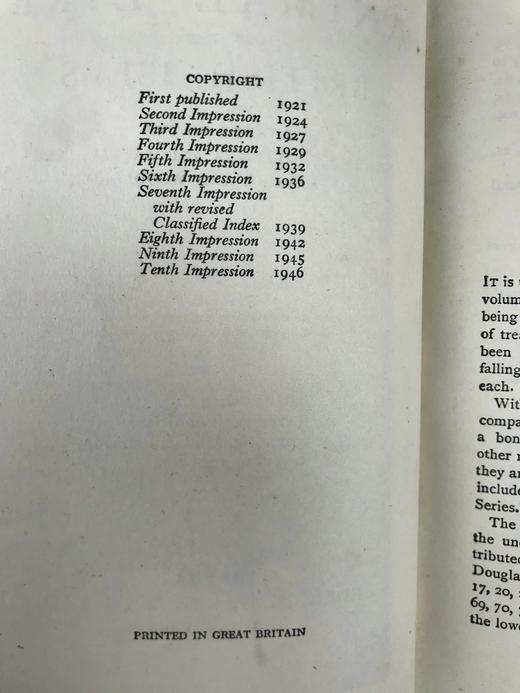 COPYRIGHT
First published 1921
Second Impression 1924
Third Impression 1927
Fourth Impression 1929
Fifth Impression 1932
Sixth Impression 1936
Seventh Impression
with revised
Classified Index 1939
Eighth Impression 1942
Ninth Impression 1945
Tenth Impression 1946
PRINTED IN GREAT BRITAIN
IT is
volum
being
of tre
been
falling
each.
Wit
compa
a bon
other
they a
include
Series.
The
the un
tributed
Dougla
17, 20,
69, 70,
the lowe